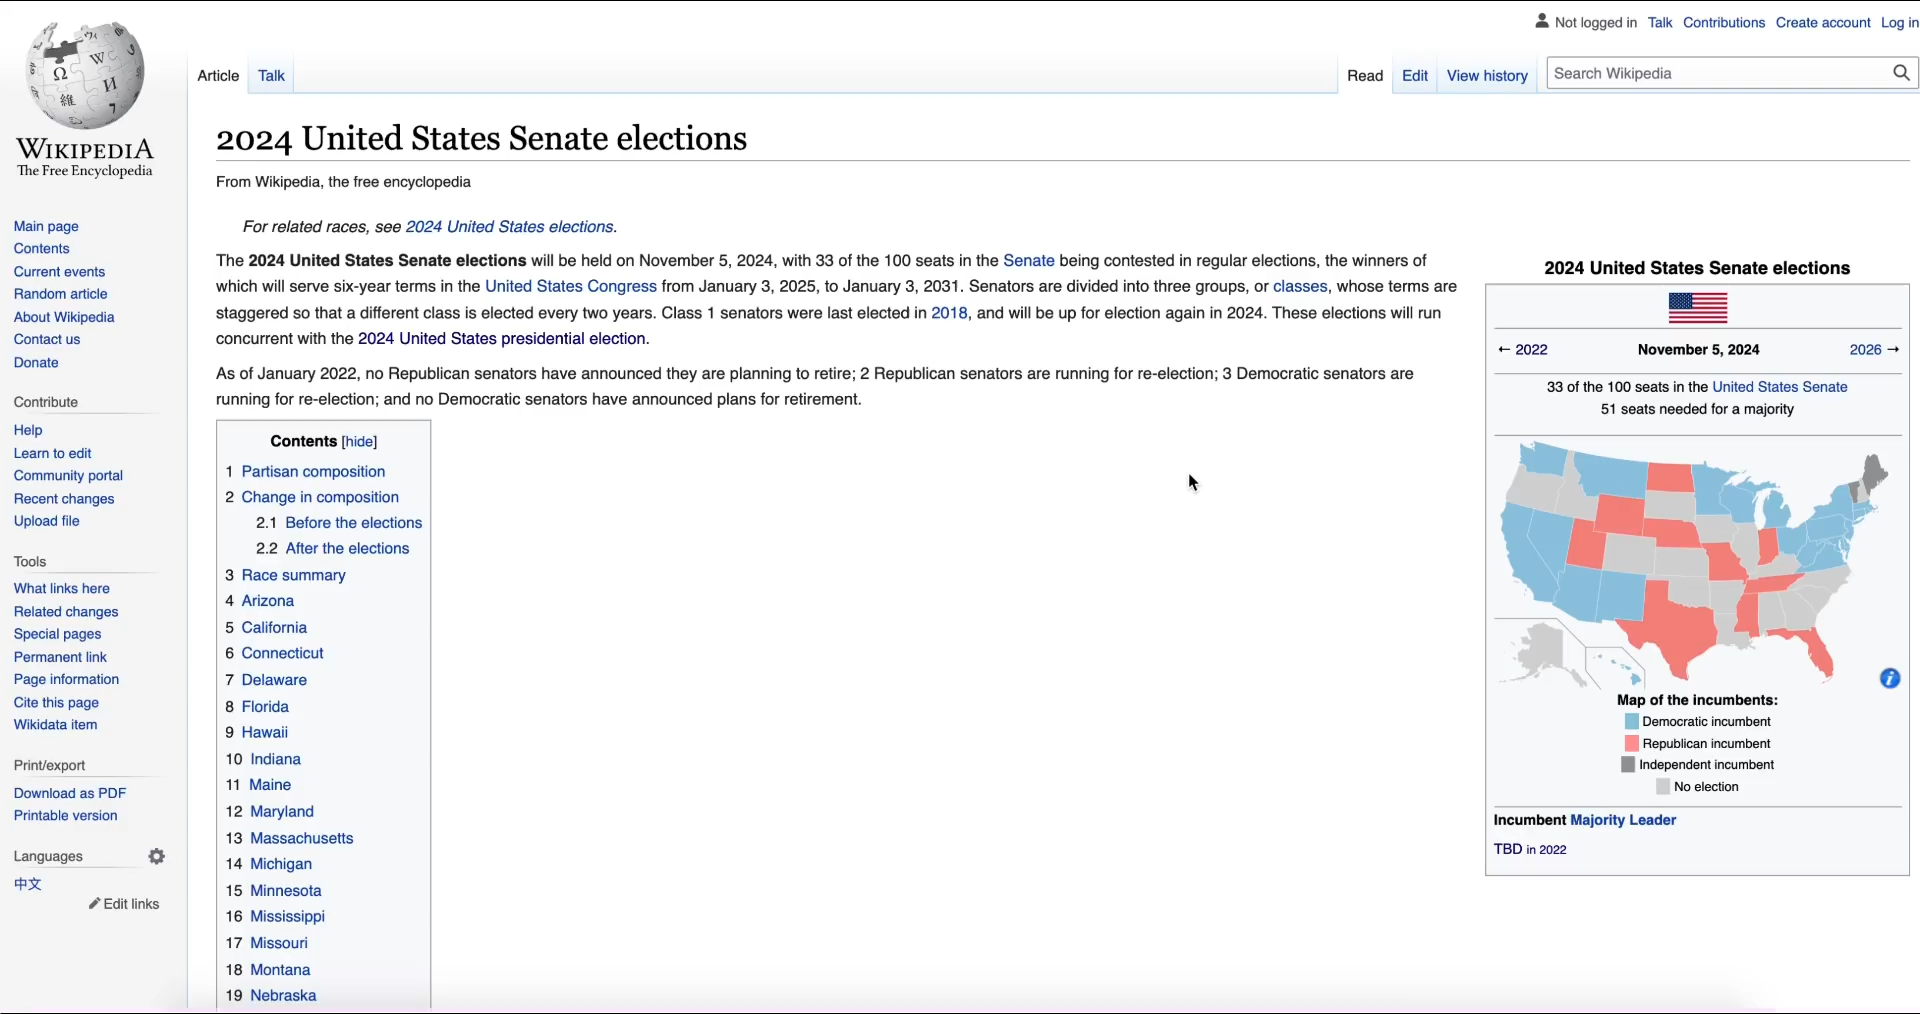 Not logged in Talk Contributions Create account Log in
Article Talk Read Edit View history Search Wikipedia
WIKIPEDIA
The Free Encyclopedia
Main page
Contents
Current events
Random article
About Wikipedia
Contact us
Donate
Contribute
Help
Learn to edit
Community portal
Recent changes
Upload file
Tools
What links here
Related changes
Special pages
Permanent link
Page information
Cite this page
Wikidata item
Print/export
Download as PDF
Printable version
Languages
中文
Edit links
2024 United States Senate elections
From Wikipedia, the free encyclopedia
For related races, see 2024 United States elections.
The 2024 United States Senate elections will be held on November 5, 2024, with 33 of the 100 seats in the Senate being contested in regular elections, the winners of
which will serve six-year terms in the United States Congress from January 3, 2025, to January 3, 2031. Senators are divided into three groups, or classes, whose terms are
staggered so that a different class is elected every two years. Class 1 senators were last elected in 2018, and will be up for election again in 2024. These elections will run
concurrent with the 2024 United States presidential election.
As of January 2022, no Republican senators have announced they are planning to retire; 2 Republican senators are running for re-election; 3 Democratic senators are
running for re-election; and no Democratic senators have announced plans for retirement.
Contents [hide]
1 Partisan composition
2 Change in composition
2.1 Before the elections
2.2 After the elections
3 Race summary
4 Arizona
5 California
6 Connecticut
7 Delaware
8 Florida
9 Hawaii
10 Indiana
11 Maine
12 Maryland
13 Massachusetts
14 Michigan
15 Minnesota
16 Mississippi
17 Missouri
18 Montana
19 Nebraska
2024 United States Senate elections
← 2022 November 5, 2024 2026 →
33 of the 100 seats in the United States Senate
51 seats needed for a majority
Map of the incumbents:
Democratic incumbent
Republican incumbent
Independent incumbent
No election
Incumbent Majority Leader
TBD in 2022